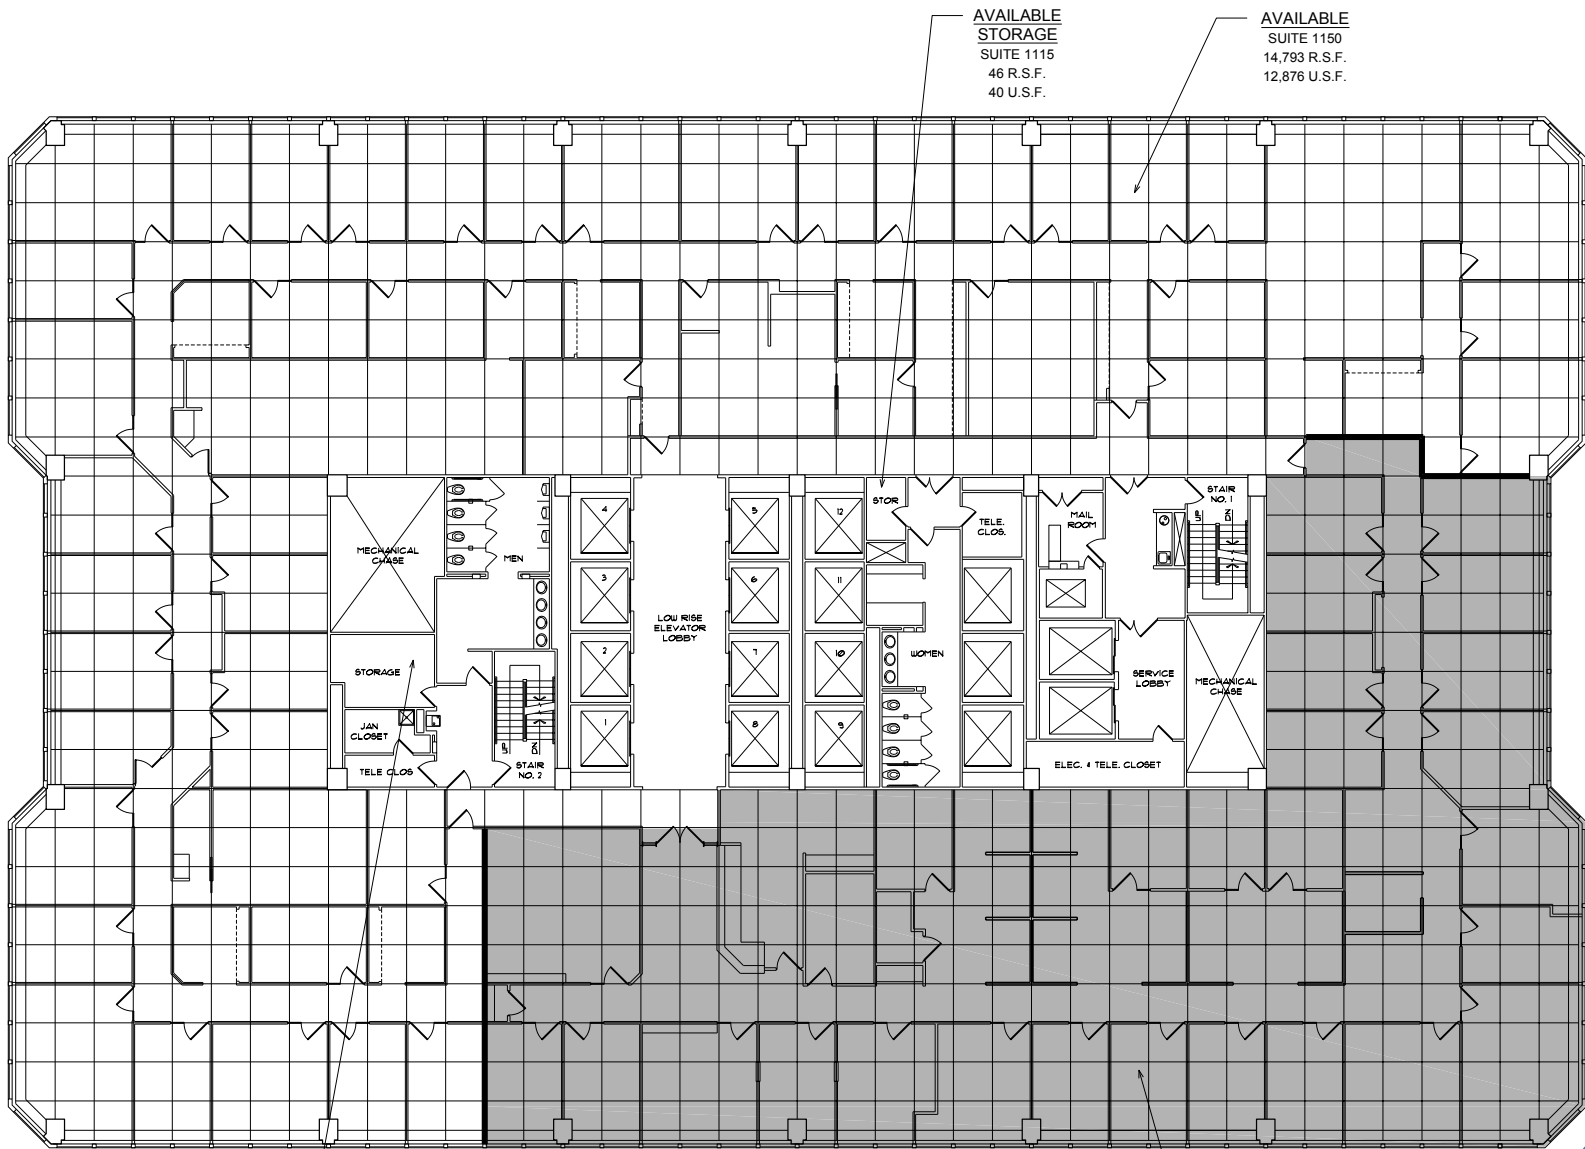 AVAILABLE
STORAGE
SUITE 1115
46 R.S.F.
40 U.S.F.
AVAILABLE
SUITE 1150
14,793 R.S.F.
12,876 U.S.F.
MECHANICAL
CHASE
MEN
STORAGE
JAN
CLOSET
TELE CLOS
UP
DN
STAIR
NO. 2
4
3
2
1
LOW RISE
ELEVATOR
LOBBY
5
6
7
8
12
11
10
9
STOR
WOMEN
TELE.
CLOS.
MAIL
ROOM
STAIR
NO. 1
UP
DN
SERVICE
LOBBY
MECHANICAL
CHASE
ELEC. & TELE. CLOSET